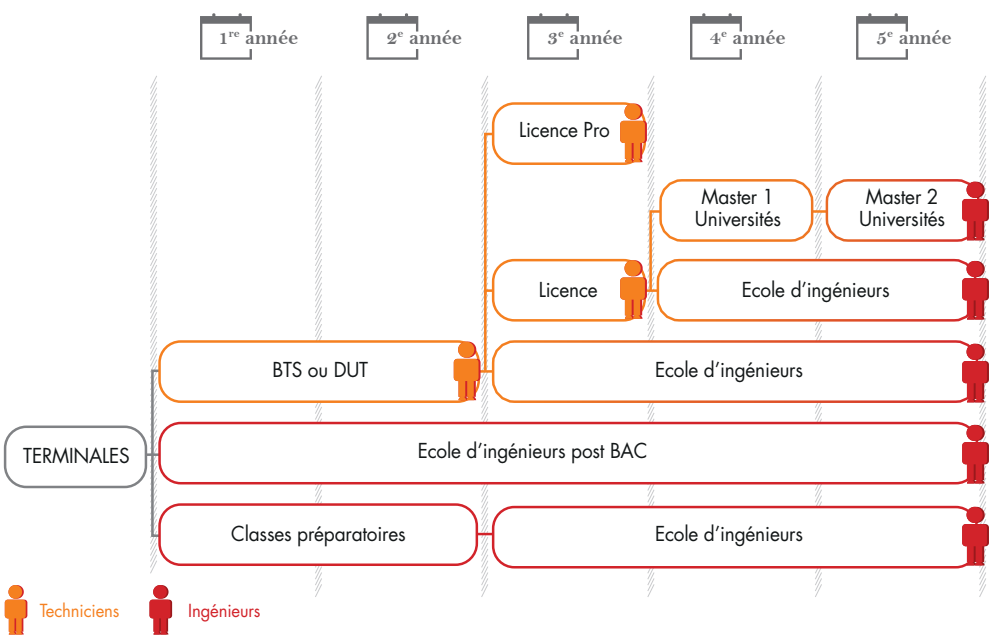 1re année
2e année
3e année
4e année
5e année
Licence Pro
Master 1
Universités
Master 2
Universités
Licence
Ecole d'ingénieurs
BTS ou DUT
Ecole d'ingénieurs
TERMINALES
Ecole d'ingénieurs post BAC
Classes préparatoires
Ecole d'ingénieurs
Techniciens
Ingénieurs